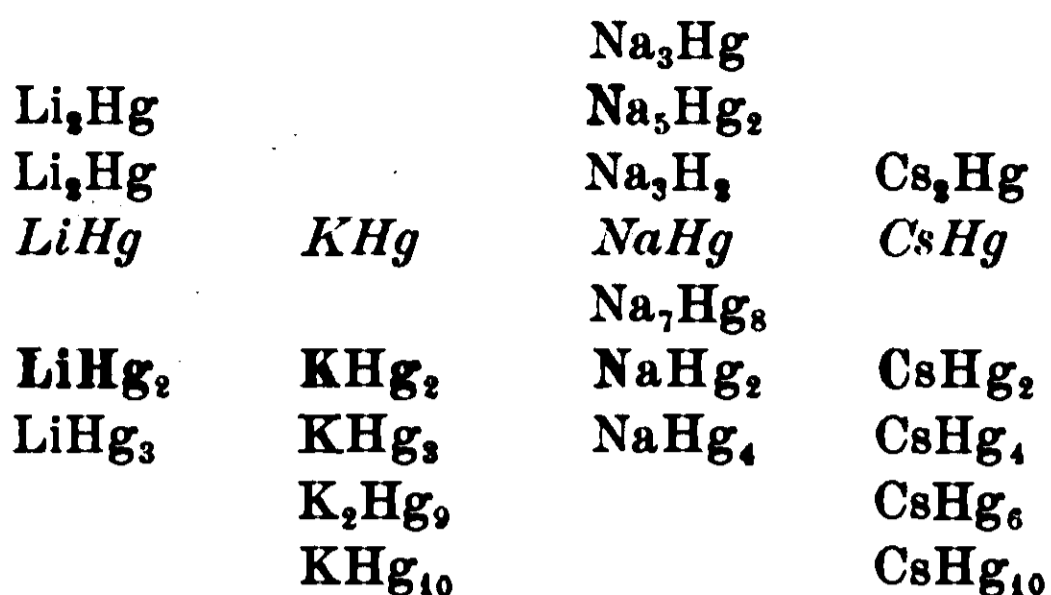 Na₃Hg
Li₃Hg Na₅Hg₂
Li₂Hg Na₃H₂ Cs₂Hg
LiHg KHg NaHg CsHg
Na₇Hg₈
LiHg₂ KHg₂ NaHg₂ CsHg₂
LiHg₃ KHg₃ NaHg₄ CsHg₄
K₂Hg₉ CsHg₆
KHg₁₀ CsHg₁₀